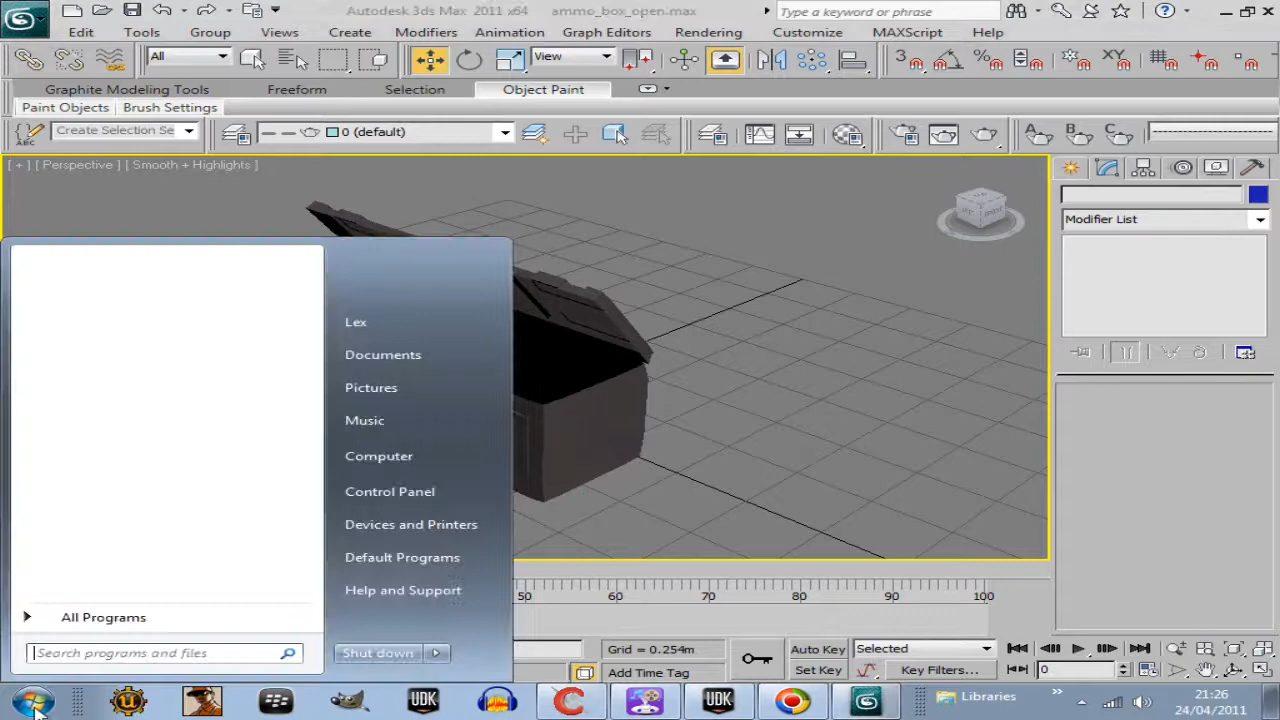 Autodesk 3ds Max 2011 x64 ammo_box_open.max
Type a keyword or phrase
Edit Tools Group Views Create Modifiers Animation Graph Editors Rendering Customize MAXScript Help
All
View
3
%
XY
Graphite Modeling Tools Freeform Selection Object Paint
Paint Objects Brush Settings
ABC
Create Selection Se
0 (default)
A
B
C
[ + ] [ Perspective ] [ Smooth + Highlights ]
Modifier List
Lex
Documents
Pictures
Music
Computer
Control Panel
Devices and Printers
Default Programs
Help and Support
All Programs
Search programs and files
Shut down
50 60 70 80 90 100
Grid = 0.254m
Add Time Tag
Auto Key
Selected
Set Key
Key Filters...
0
UDK
UDK
Libraries
21:26
24/04/2011